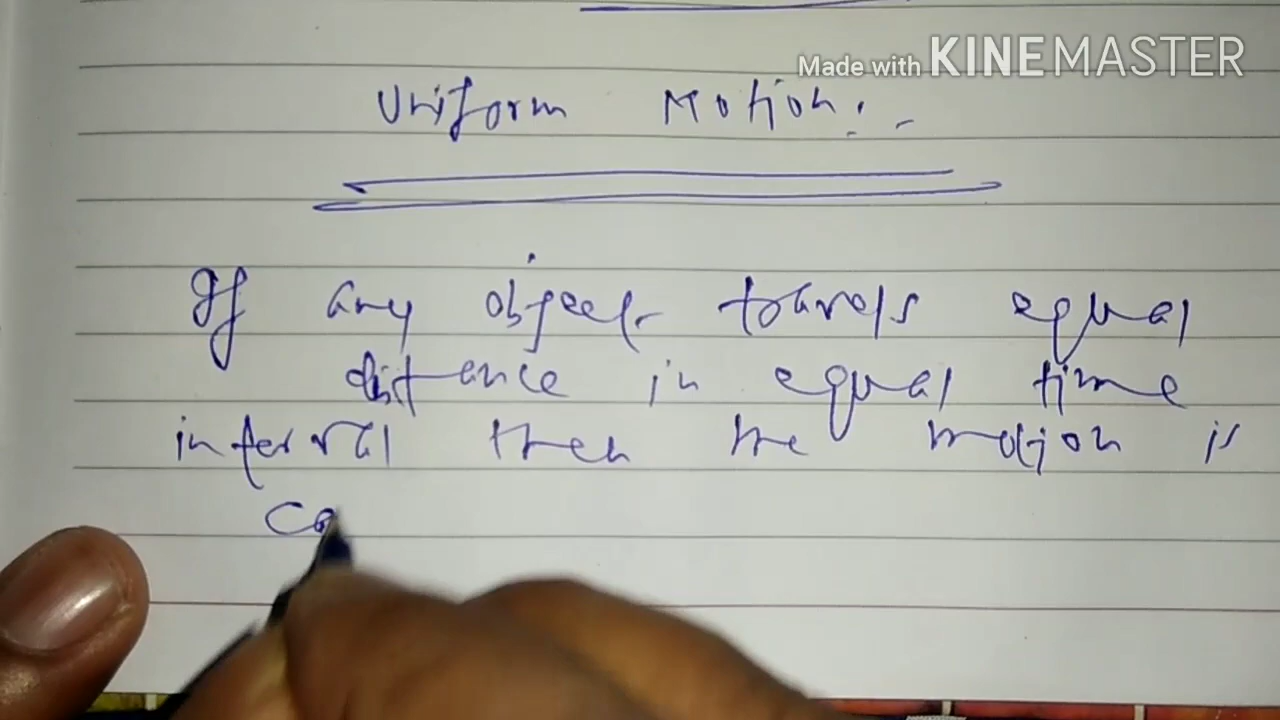 Made with KINEMASTER
Uniform Motion:-
If any object travels equal
distance in equal time
interval then the motion is
ca